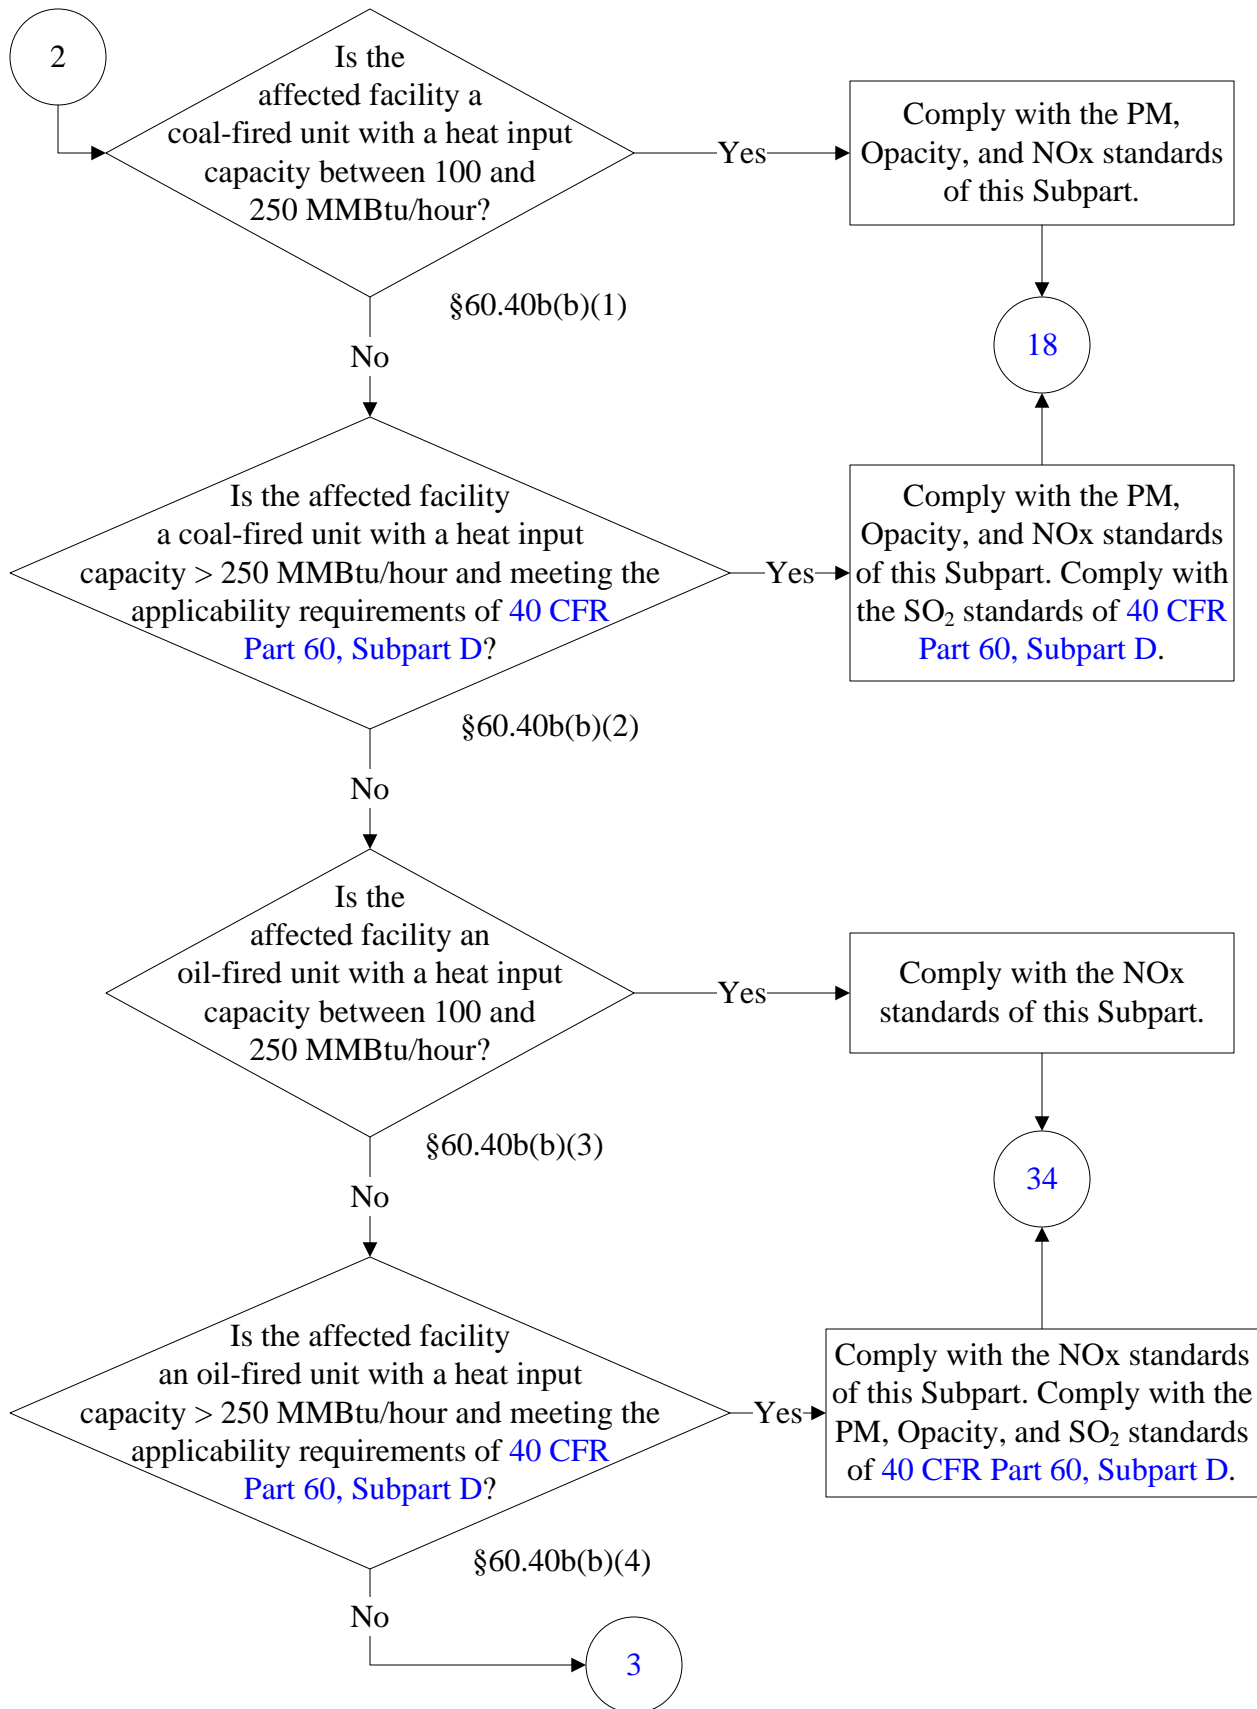 2
Is the
affected facility a
coal-fired unit with a heat input
capacity between 100 and
250 MMBtu/hour?
Yes
Comply with the PM,
Opacity, and NOx standards
of this Subpart.
§60.40b(b)(1)
No
18
Is the affected facility
a coal-fired unit with a heat input
capacity > 250 MMBtu/hour and meeting the
applicability requirements of 40 CFR
Part 60, Subpart D?
Yes
Comply with the PM,
Opacity, and NOx standards
of this Subpart. Comply with
the SO₂ standards of 40 CFR
Part 60, Subpart D.
§60.40b(b)(2)
No
Is the
affected facility an
oil-fired unit with a heat input
capacity between 100 and
250 MMBtu/hour?
Yes
Comply with the NOx
standards of this Subpart.
§60.40b(b)(3)
No
34
Is the affected facility
an oil-fired unit with a heat input
capacity > 250 MMBtu/hour and meeting the
applicability requirements of 40 CFR
Part 60, Subpart D?
Yes
Comply with the NOx standards
of this Subpart. Comply with the
PM, Opacity, and SO₂ standards
of 40 CFR Part 60, Subpart D.
§60.40b(b)(4)
No
3